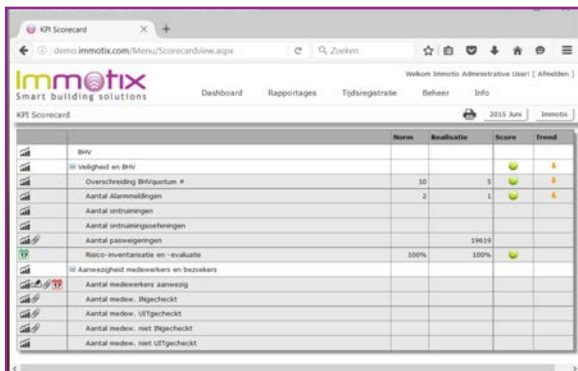 KPI Scorecard
demo.immotix.com/Menu/Scorecardview.aspx
Zoeken
Immotix
Smart building solutions
Welkom Immotix Administrative User! [ Afmelden ]
Dashboard Rapportages Tijdsregistratie Beheer Info
KPI Scorecard
2015 Juni Immotix
Norm Realisatie Score Trend
BHV
Veiligheid en BHV
Overschreiding BHVquotum # 10 5
Aantal Alarmmeldingen 2 1
Aantal ontruimingen
Aantal ontruimingsoefeningen
Aantal pasweigeringen 19619
Risico-inventarisatie en -evaluatie 100% 100%
Aanwezigheid medewerkers en bezoekers
Aantal medewerkers aanwezig
Aantal medew. INgecheckt
Aantal medew. UITgecheckt
Aantal medew. niet INgecheckt
Aantal medew. niet UITgecheckt